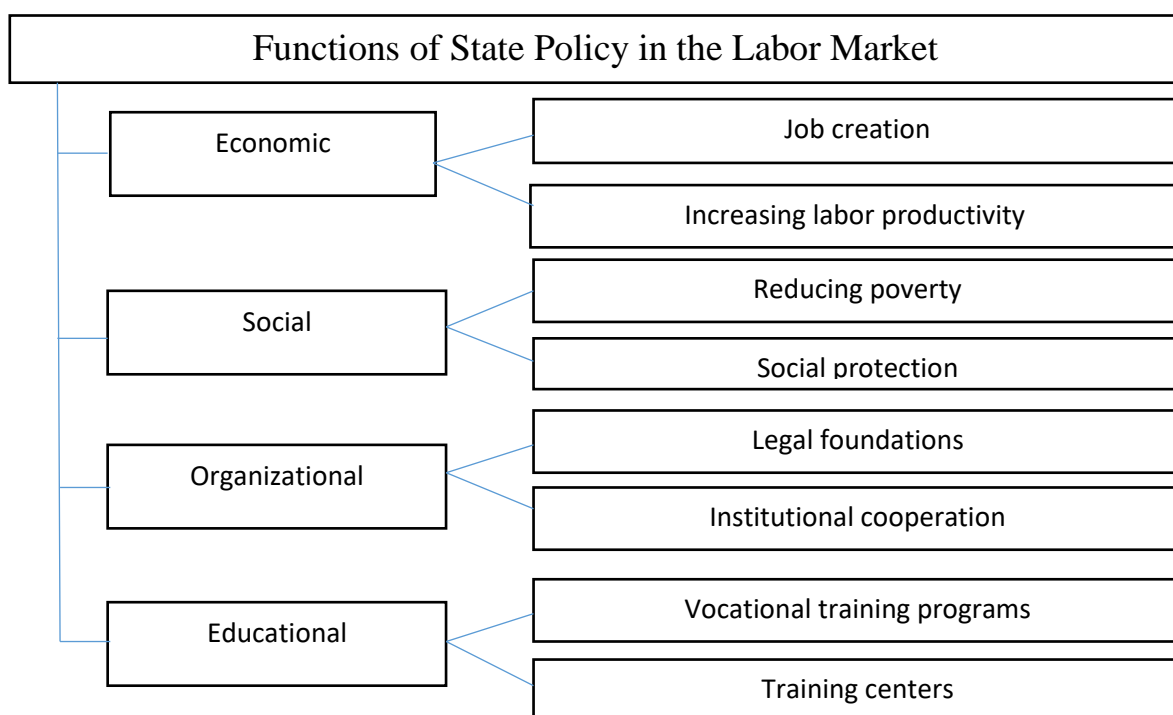 Functions of State Policy in the Labor Market
Economic
Job creation
Increasing labor productivity
Social
Reducing poverty
Social protection
Organizational
Legal foundations
Institutional cooperation
Educational
Vocational training programs
Training centers